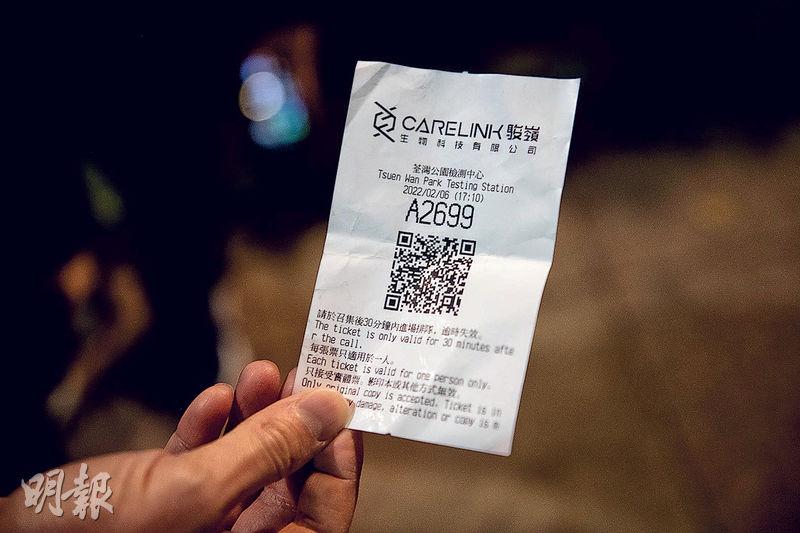 CARELINK 駿嶺
生物科技有限公司
荃灣公園檢測中心
Tsuen Wan Park Testing Station
2022/02/06 (17:10)
A2699
請於召集後30分鐘內進場排隊，逾時失效。
The ticket is only valid for 30 minutes afte
r the call.
每張票只適用於一人。
Each ticket is valid for one person only.
只接受實體票，影印本或其他方式無效。
Only original copy is accepted. Ticket is in
y damage, alteration or copy is m
明報